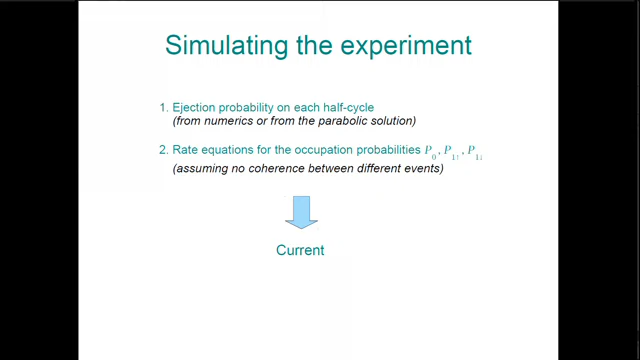 Simulating the experiment
1. Ejection probability on each half-cycle
(from numerics or from the parabolic solution)
2. Rate equations for the occupation probabilities P₀, P₁↑, P₁↓
(assuming no coherence between different events)
Current